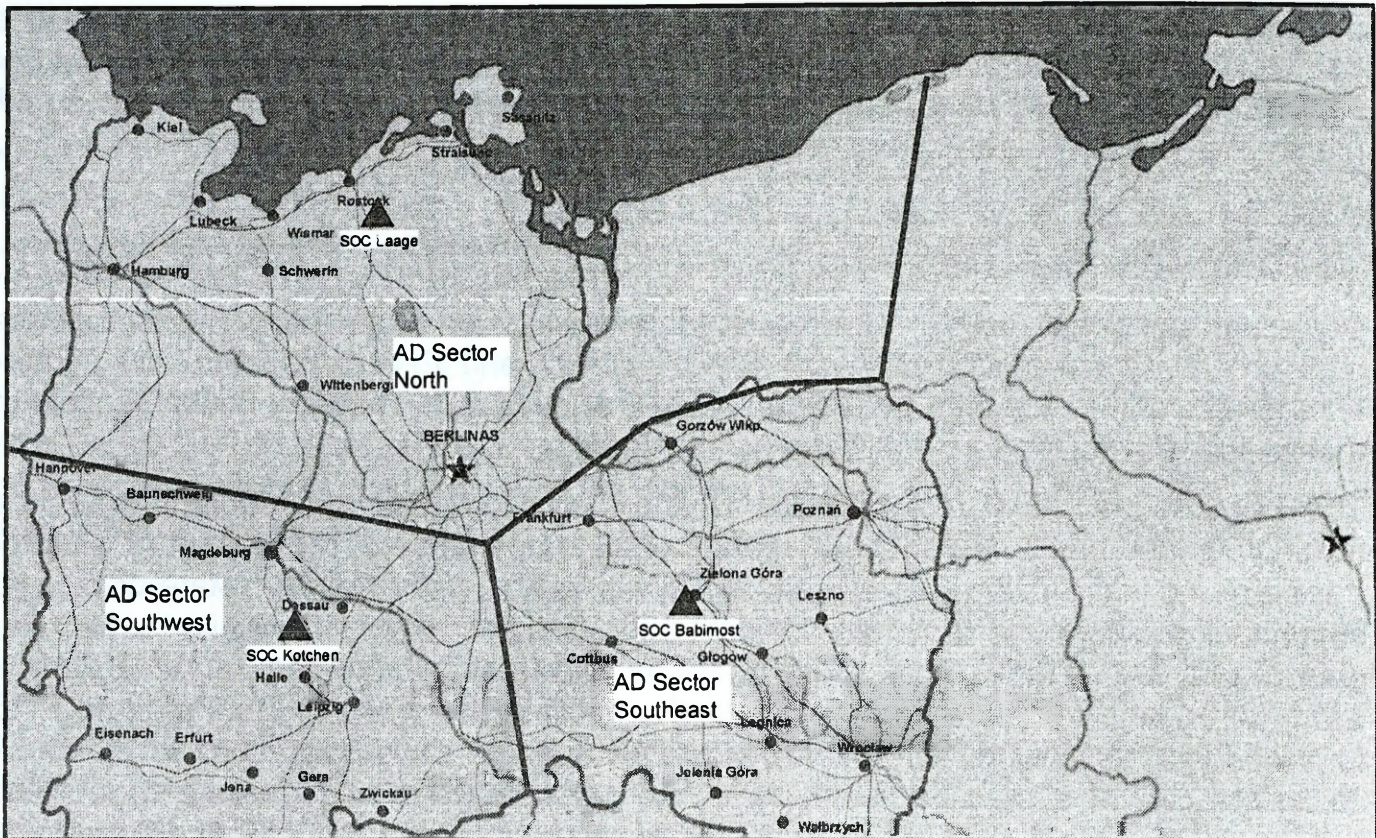 Kiel
Sassnitz
Stralsund
Rostock
Lubeck
Wismar
SOC Laage
Hamburg
Schwerin
AD Sector
North
Wittenberg
BERLINAS
Gorzów Wlkp.
Hannover
Baunschweig
Frankfurt
Poznań
Magdeburg
Zielona Góra
AD Sector
Southwest
Dessau
Leszno
SOC Babimost
SOC Kotchen
Cottbus
Głogow
Halle
AD Sector
Southeast
Leipzig
Legnica
Eisenach
Erfurt
Wrocław
Jena
Gera
Jelenia Góra
Zwickau
Wałbrzych